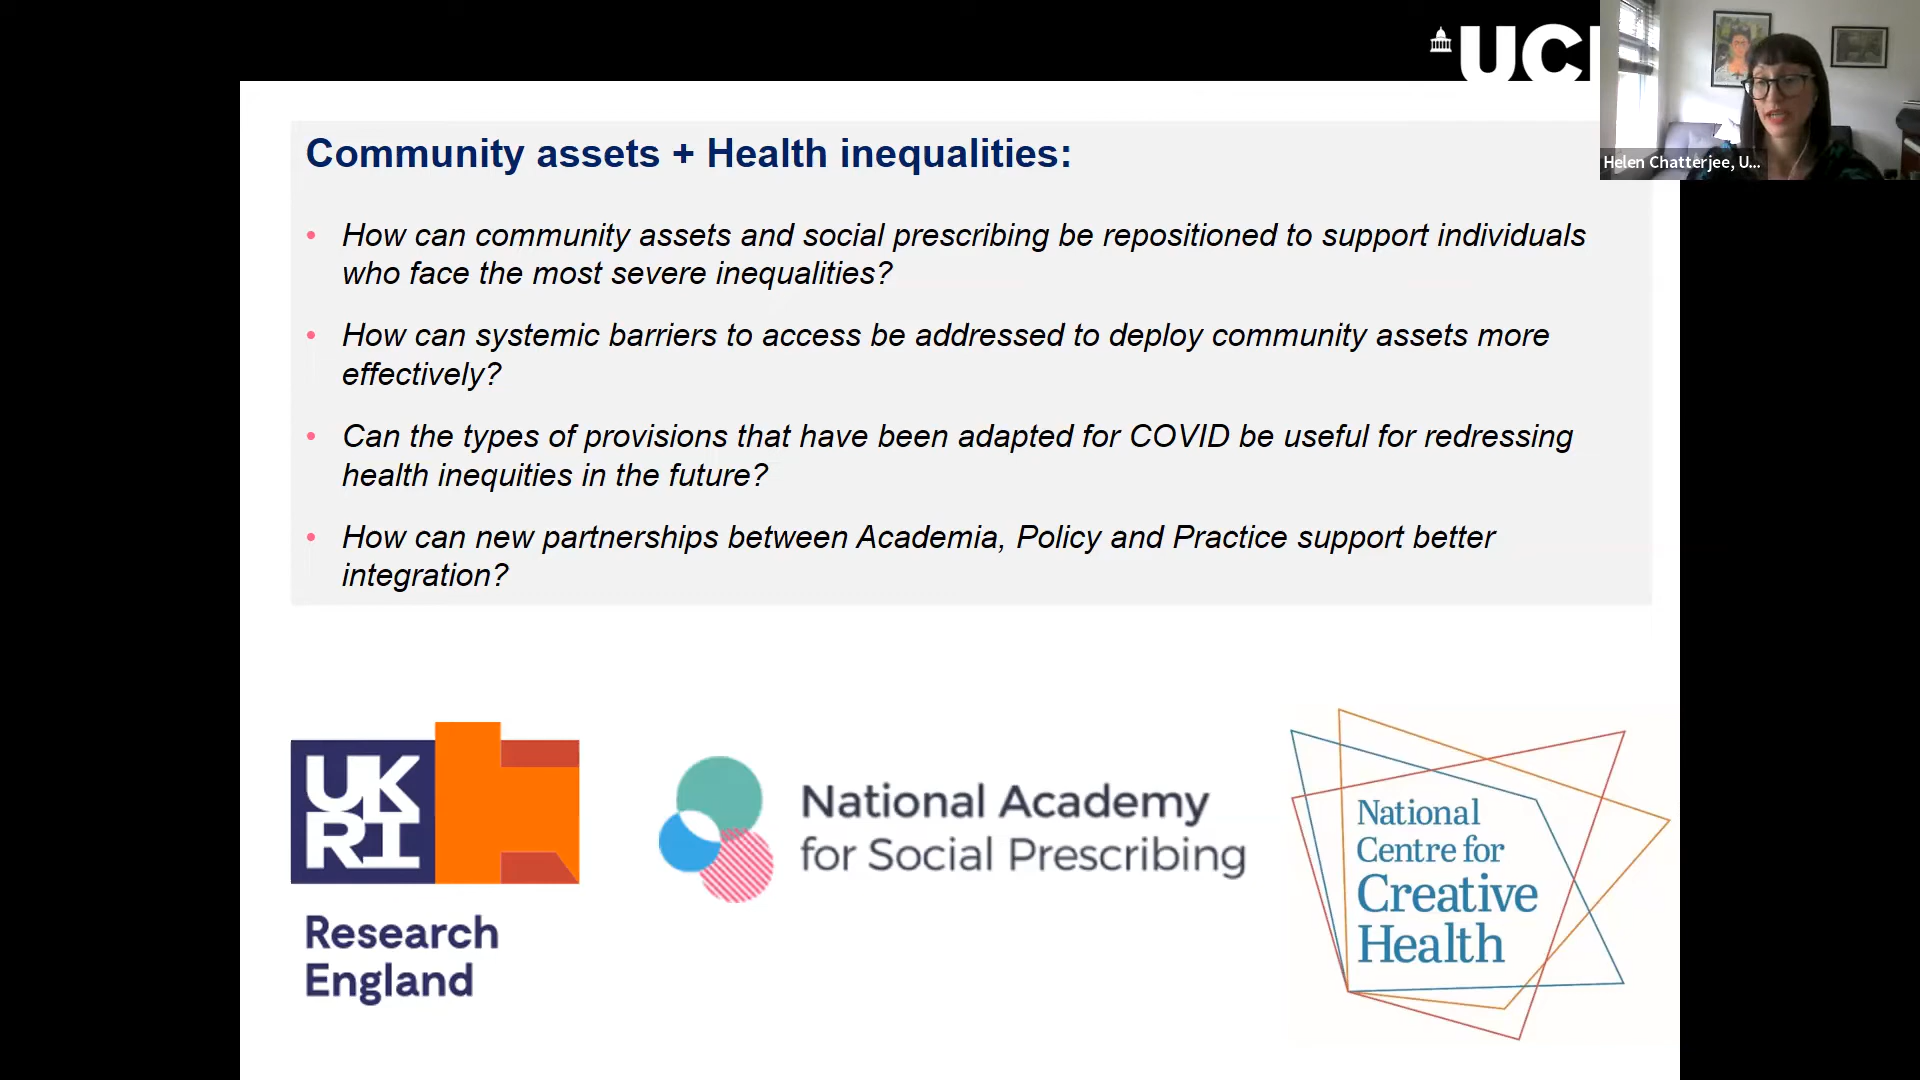 UCL
Helen Chatterjee, U...
Community assets + Health inequalities:
• How can community assets and social prescribing be repositioned to support individuals
who face the most severe inequalities?
• How can systemic barriers to access be addressed to deploy community assets more
effectively?
• Can the types of provisions that have been adapted for COVID be useful for redressing
health inequities in the future?
• How can new partnerships between Academia, Policy and Practice support better
integration?
UK
RI
Research
England
National Academy
for Social Prescribing
National
Centre for
Creative
Health